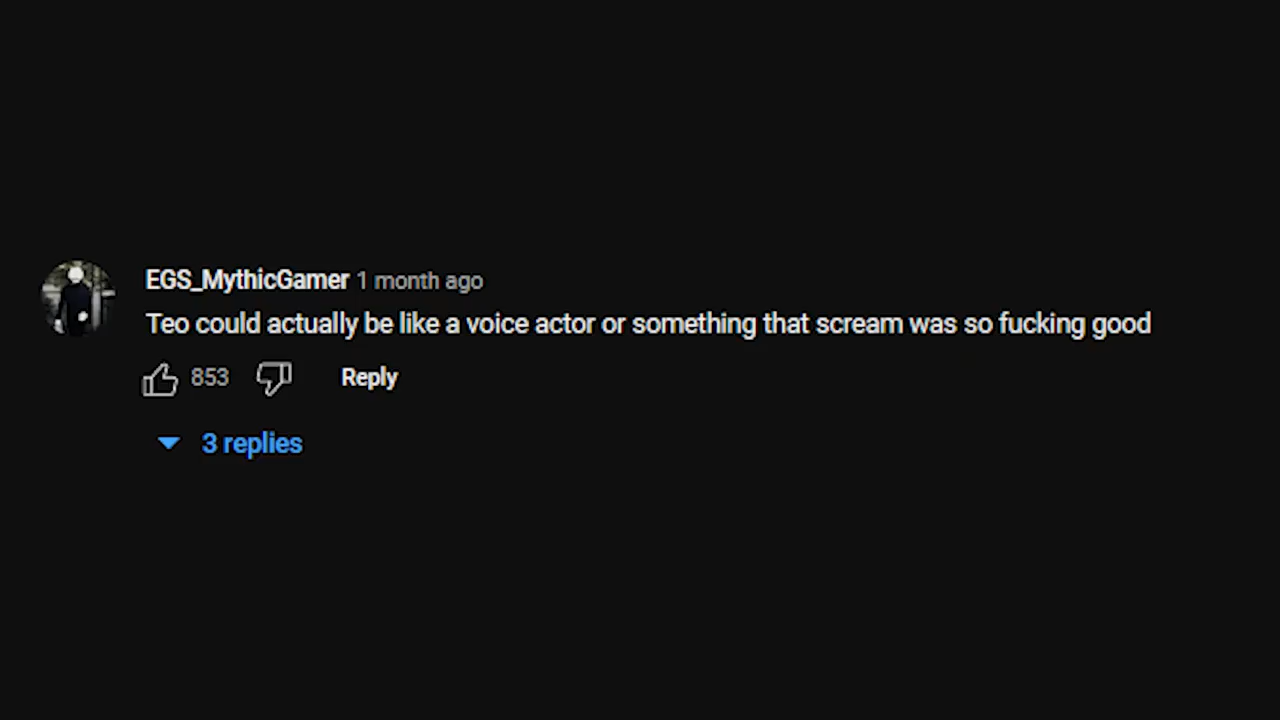 EGS_MythicGamer 1 month ago
Teo could actually be like a voice actor or something that scream was so fucking good
853 Reply
3 replies